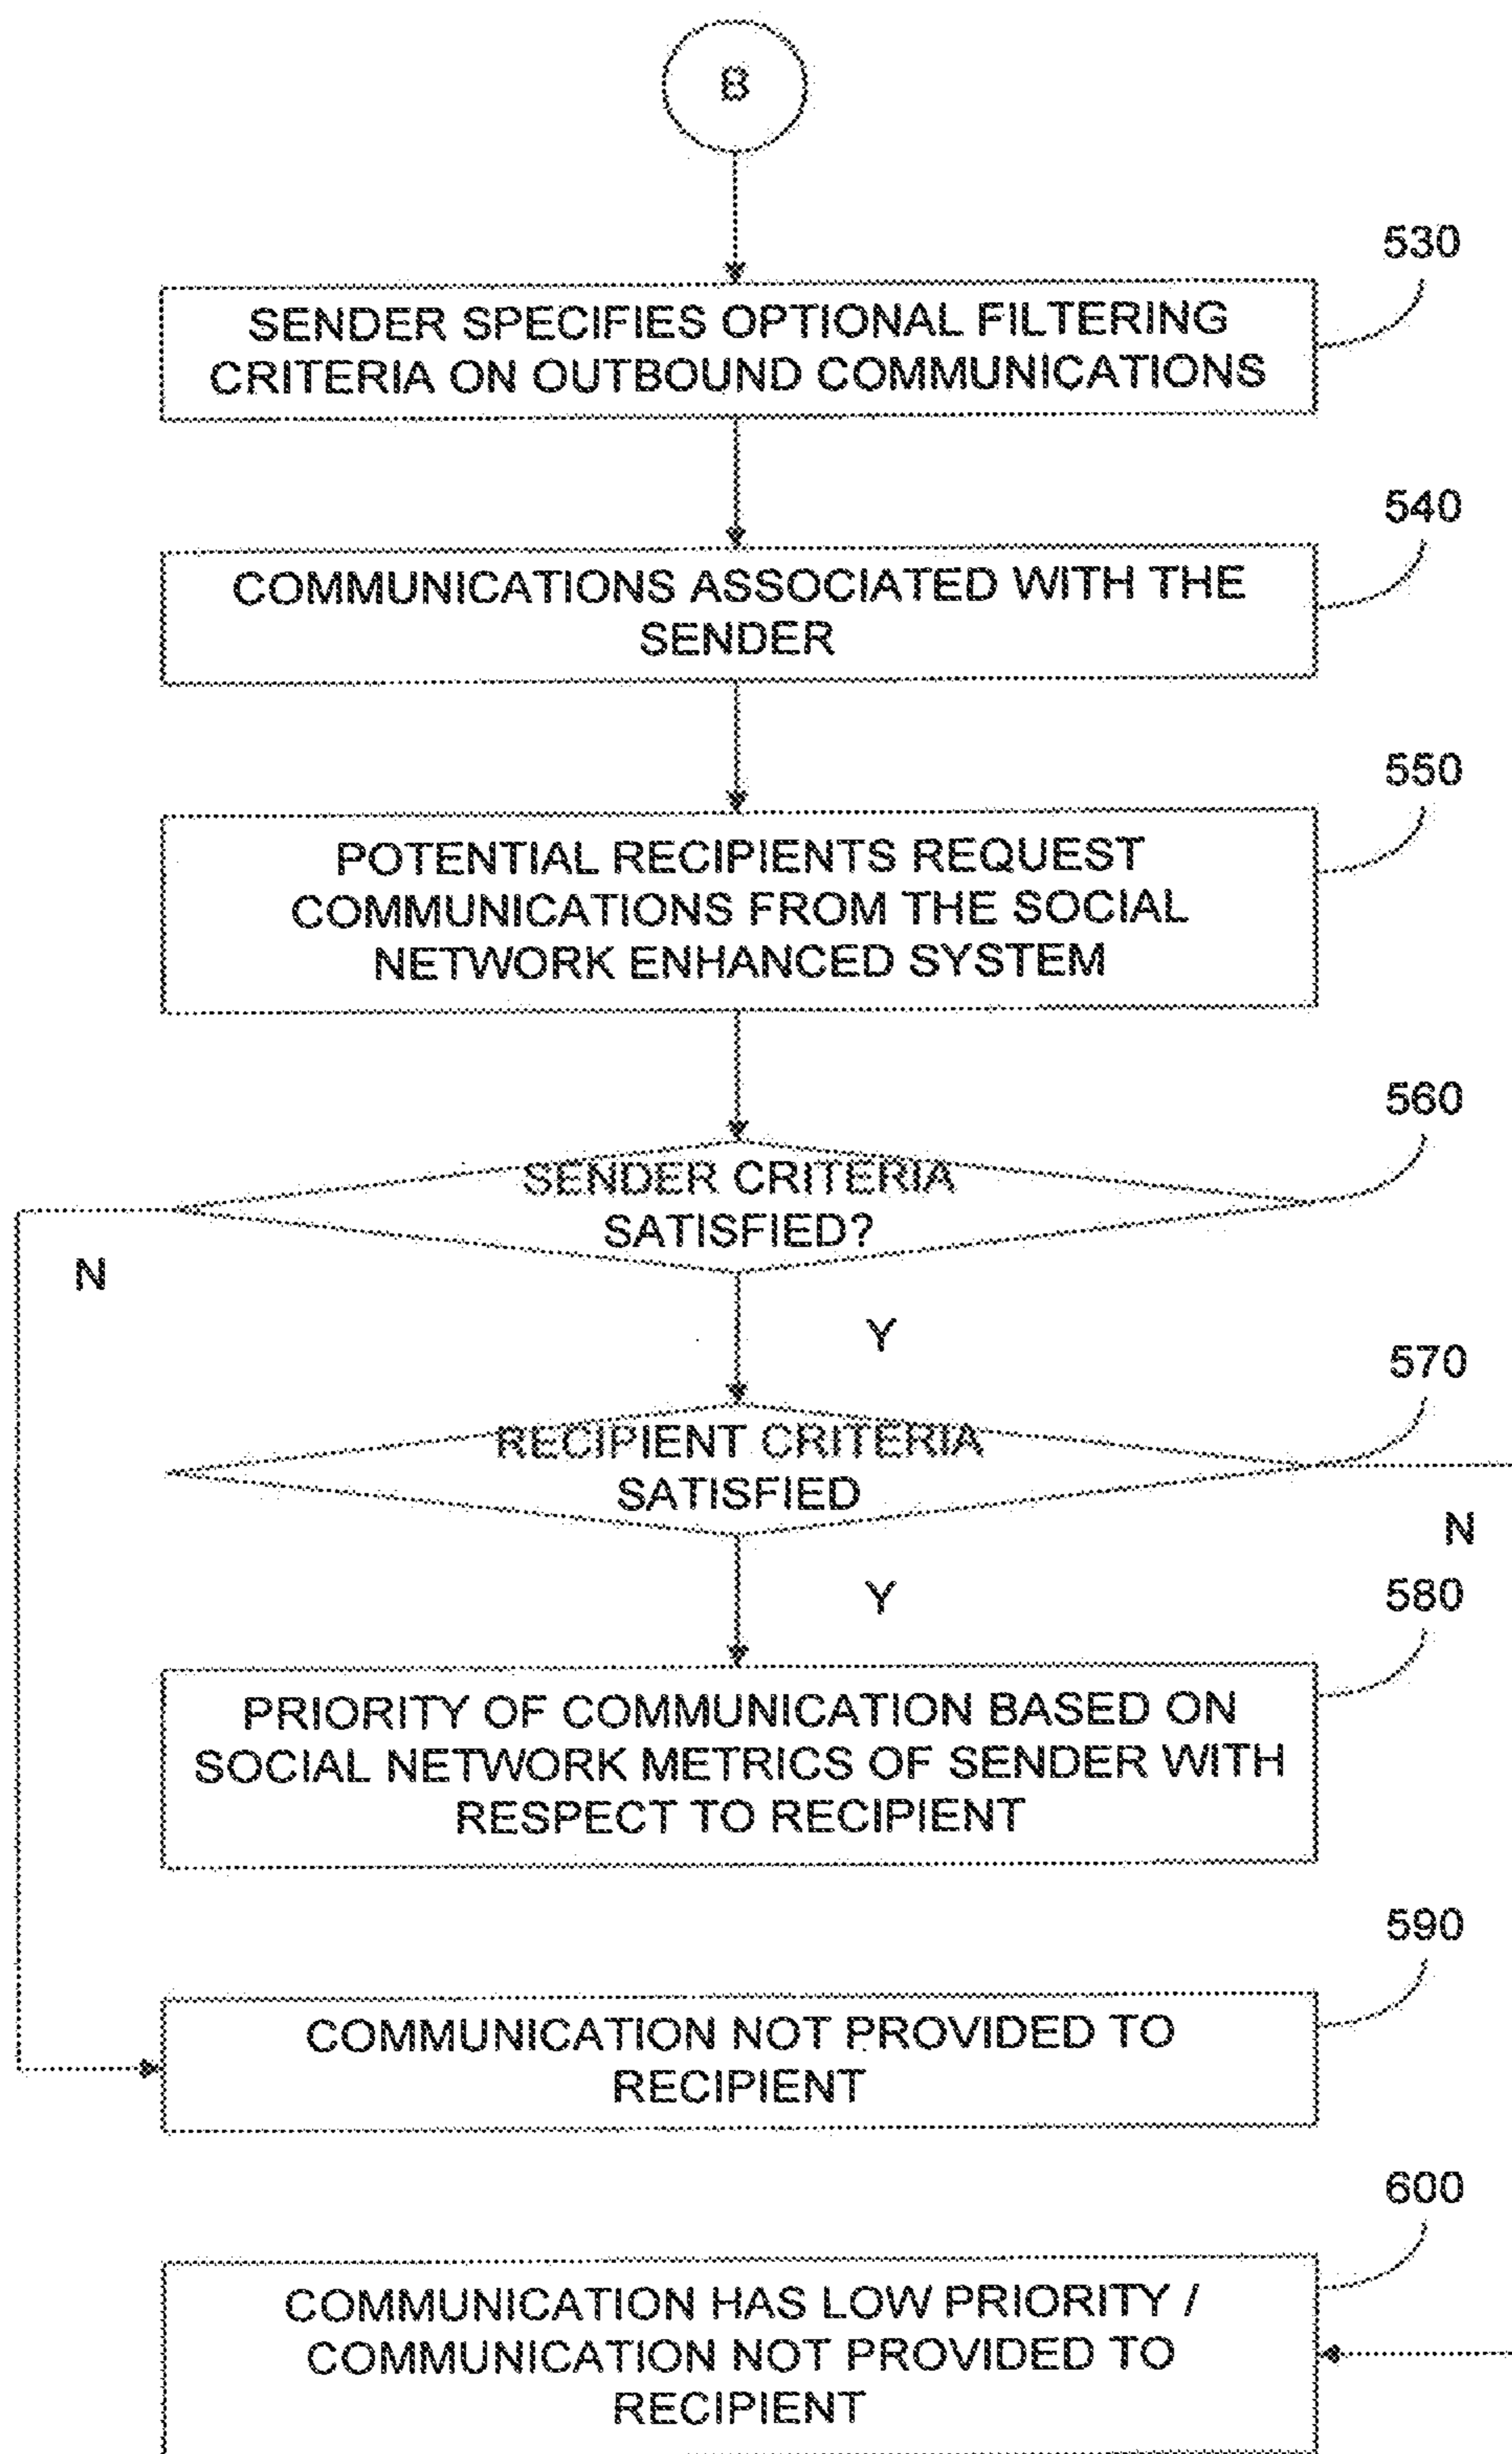 B
530
SENDER SPECIFIES OPTIONAL FILTERING
CRITERIA ON OUTBOUND COMMUNICATIONS
540
COMMUNICATIONS ASSOCIATED WITH THE
SENDER
550
POTENTIAL RECIPIENTS REQUEST
COMMUNICATIONS FROM THE SOCIAL
NETWORK ENHANCED SYSTEM
560
SENDER CRITERIA
SATISFIED?
N
Y
570
RECIPIENT CRITERIA
SATISFIED
N
Y
580
PRIORITY OF COMMUNICATION BASED ON
SOCIAL NETWORK METRICS OF SENDER WITH
RESPECT TO RECIPIENT
590
COMMUNICATION NOT PROVIDED TO
RECIPIENT
600
COMMUNICATION HAS LOW PRIORITY /
COMMUNICATION NOT PROVIDED TO
RECIPIENT